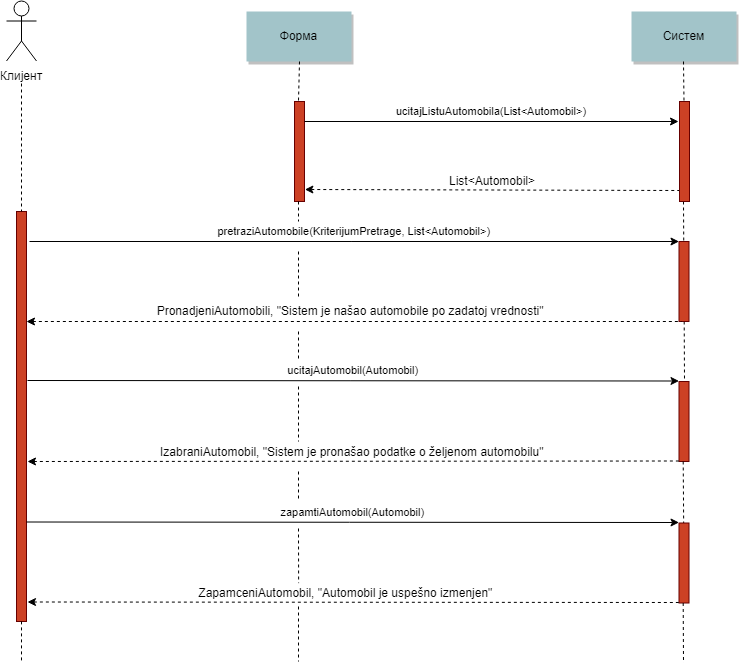 Форма
Систем
Клијент
ucitajListuAutomobila(List<Automobil>)
List<Automobil>
pretraziAutomobile(KriterijumPretrage, List<Automobil>)
PronadjeniAutomobili, "Sistem je našao automobile po zadatoj vrednosti"
ucitajAutomobil(Automobil)
IzabraniAutomobil, "Sistem je pronašao podatke o željenom automobilu"
zapamtiAutomobil(Automobil)
ZapamceniAutomobil, "Automobil je uspešno izmenjen"